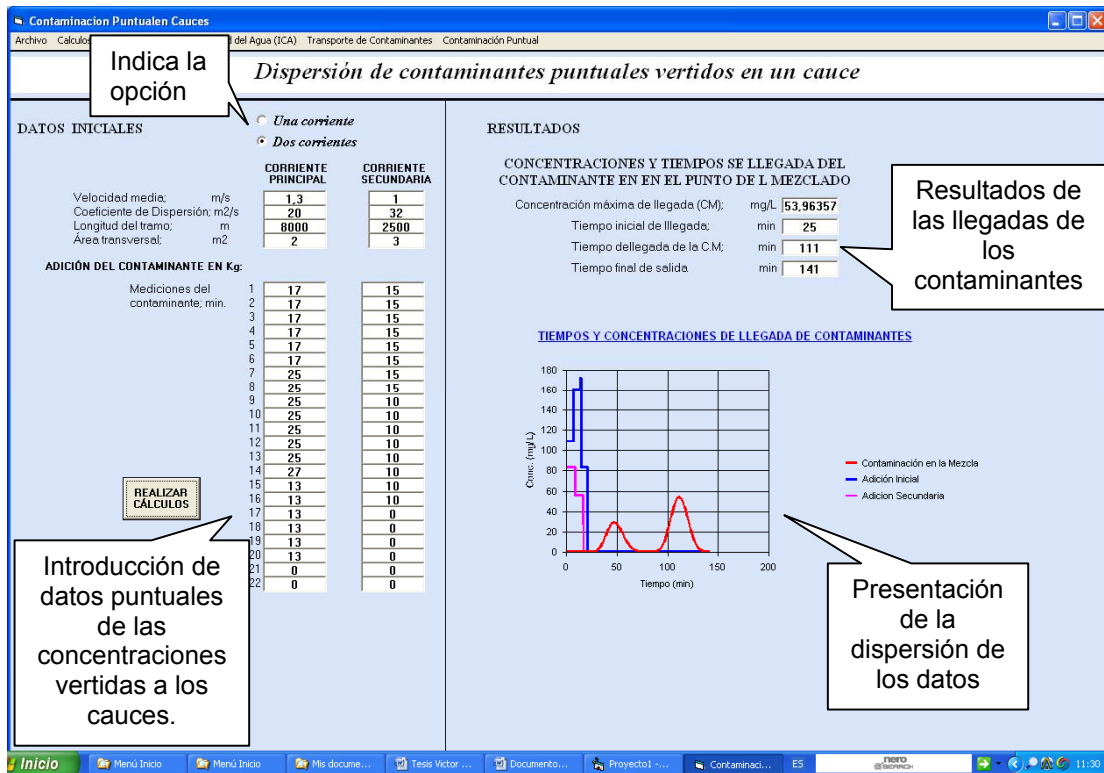 Contaminacion Puntualen Cauces
Archivo Calculos del Agua (ICA) Transporte de Contaminantes Contaminación Puntual
Indica la
opción
Dispersión de contaminantes puntuales vertidos en un cauce
DATOS INICIALES
Una corriente
Dos corrientes
CORRIENTE PRINCIPAL CORRIENTE SECUNDARIA
Velocidad media; m/s 1,3 1
Coeficiente de Dispersión; m2/s 20 32
Longitud del tramo; m 8000 2500
Área transversal; m2 2 3
ADICIÓN DEL CONTAMINANTE EN Kg:
Mediciones del
contaminante; min.
1 17 15
2 17 15
3 17 15
4 17 15
5 17 15
6 17 15
7 25 15
8 25 15
9 25 10
10 25 10
11 25 10
12 25 10
13 25 10
14 27 10
15 13 10
16 13 10
17 13 0
18 13 0
19 13 0
20 13 0
21 0 0
22 0 0
REALIZAR
CÁLCULOS
Introducción de
datos puntuales
de las
concentraciones
vertidas a los
cauces.
RESULTADOS
CONCENTRACIONES Y TIEMPOS SE LLEGADA DEL
CONTAMINANTE EN EN EL PUNTO DE L MEZCLADO
Concentración máxima de llegada (CM); mg/L 53,96357
Tiempo inicial de lllegada; min 25
Tiempo dellegada de la C.M; min 111
Tiempo final de salida min 141
Resultados de
las llegadas de
los
contaminantes
TIEMPOS Y CONCENTRACIONES DE LLEGADA DE CONTAMINANTES
180
160
140
120
100
80
60
40
20
0
Conc. (mg/L)
0 50 100 150 200
Tiempo (min)
Contaminación en la Mezcla
Adición Inicial
Adicion Secundaria
Presentación
de la
dispersión de
los datos
Inicio Menú Inicio Menú Inicio Mis docume... Tesis Victor ... Documento... Proyecto1 -... Contaminaci... ES nero SEARCH 11:30